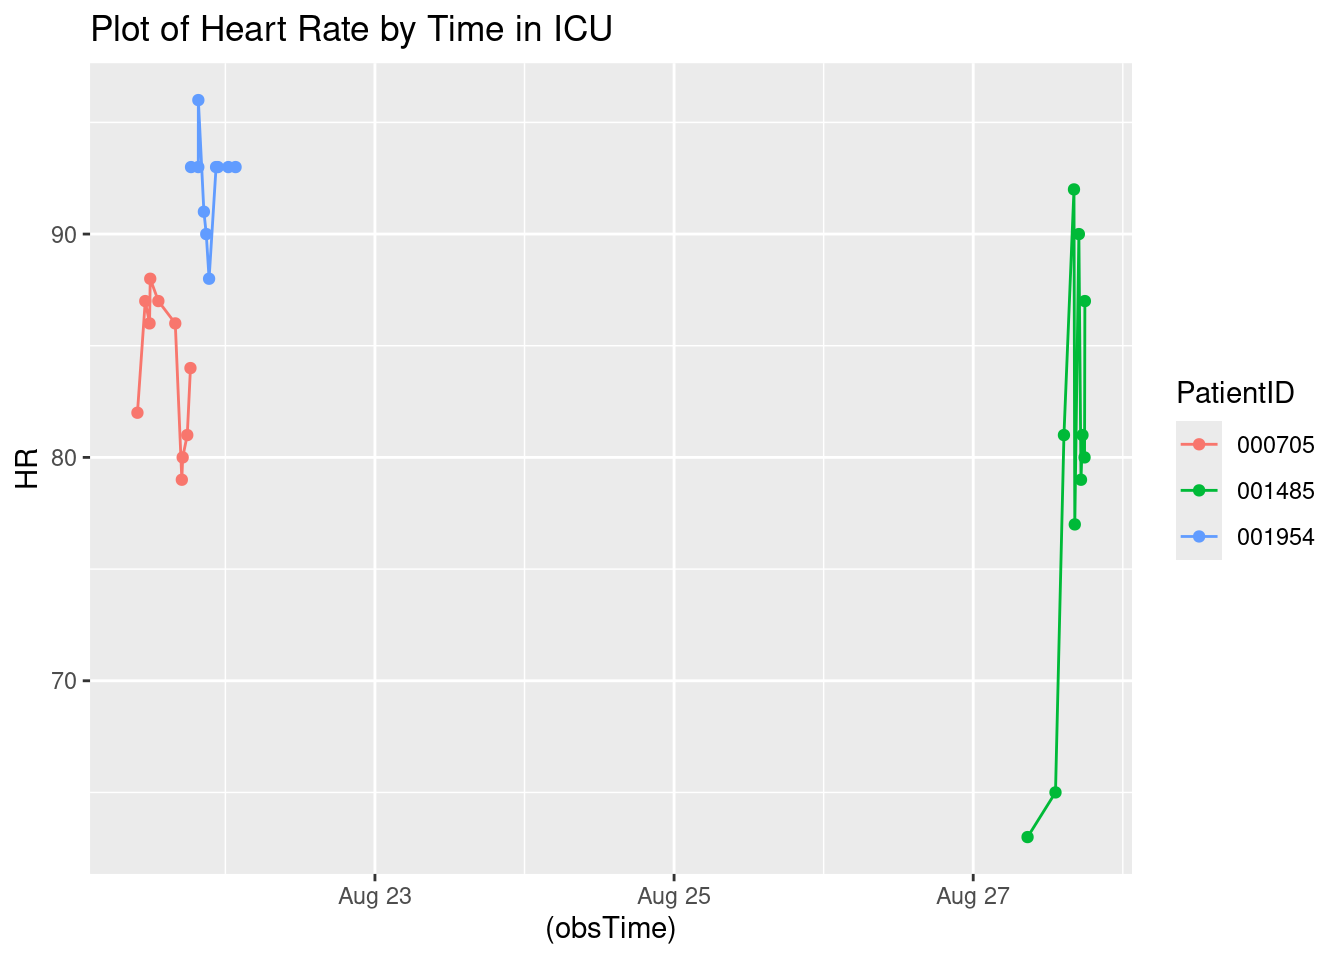 Plot of Heart Rate by Time in ICU
HR
90
80
70
Aug 23
Aug 25
Aug 27
(obsTime)
PatientID
000705
001485
001954